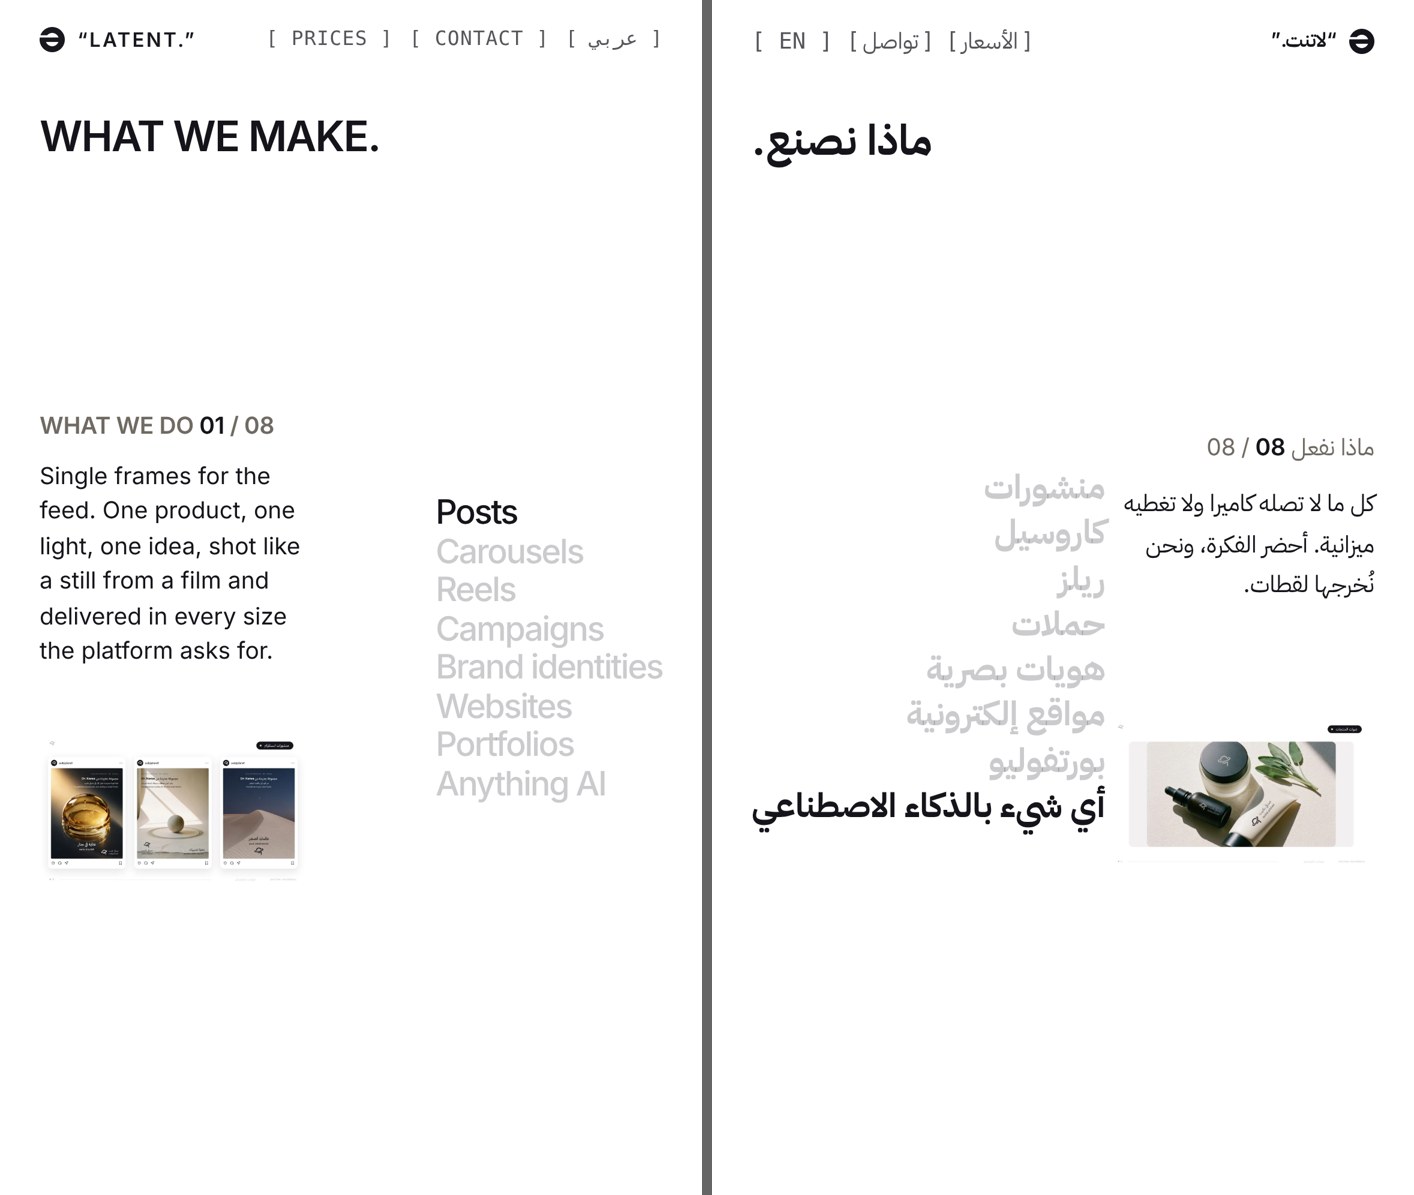 “LATENT.”
[ PRICES ] [ CONTACT ] [ عربي ]
WHAT WE MAKE.
WHAT WE DO 01 / 08
Single frames for the
feed. One product, one
light, one idea, shot like
a still from a film and
delivered in every size
the platform asks for.
Posts
Carousels
Reels
Campaigns
Brand identities
Websites
Portfolios
Anything AI
“لاتنت.”
[ الأسعار ] [ تواصل ] [ EN ]
ماذا نصنع.
ماذا نفعل 08 / 08
كل ما لا تصله كاميرا ولا تغطيه
ميزانية. أحضر الفكرة، ونحن
نُخرجها لقطات.
منشورات
كاروسيل
ريلز
حملات
هويات بصرية
مواقع إلكترونية
بورتفوليو
أي شيء بالذكاء الاصطناعي